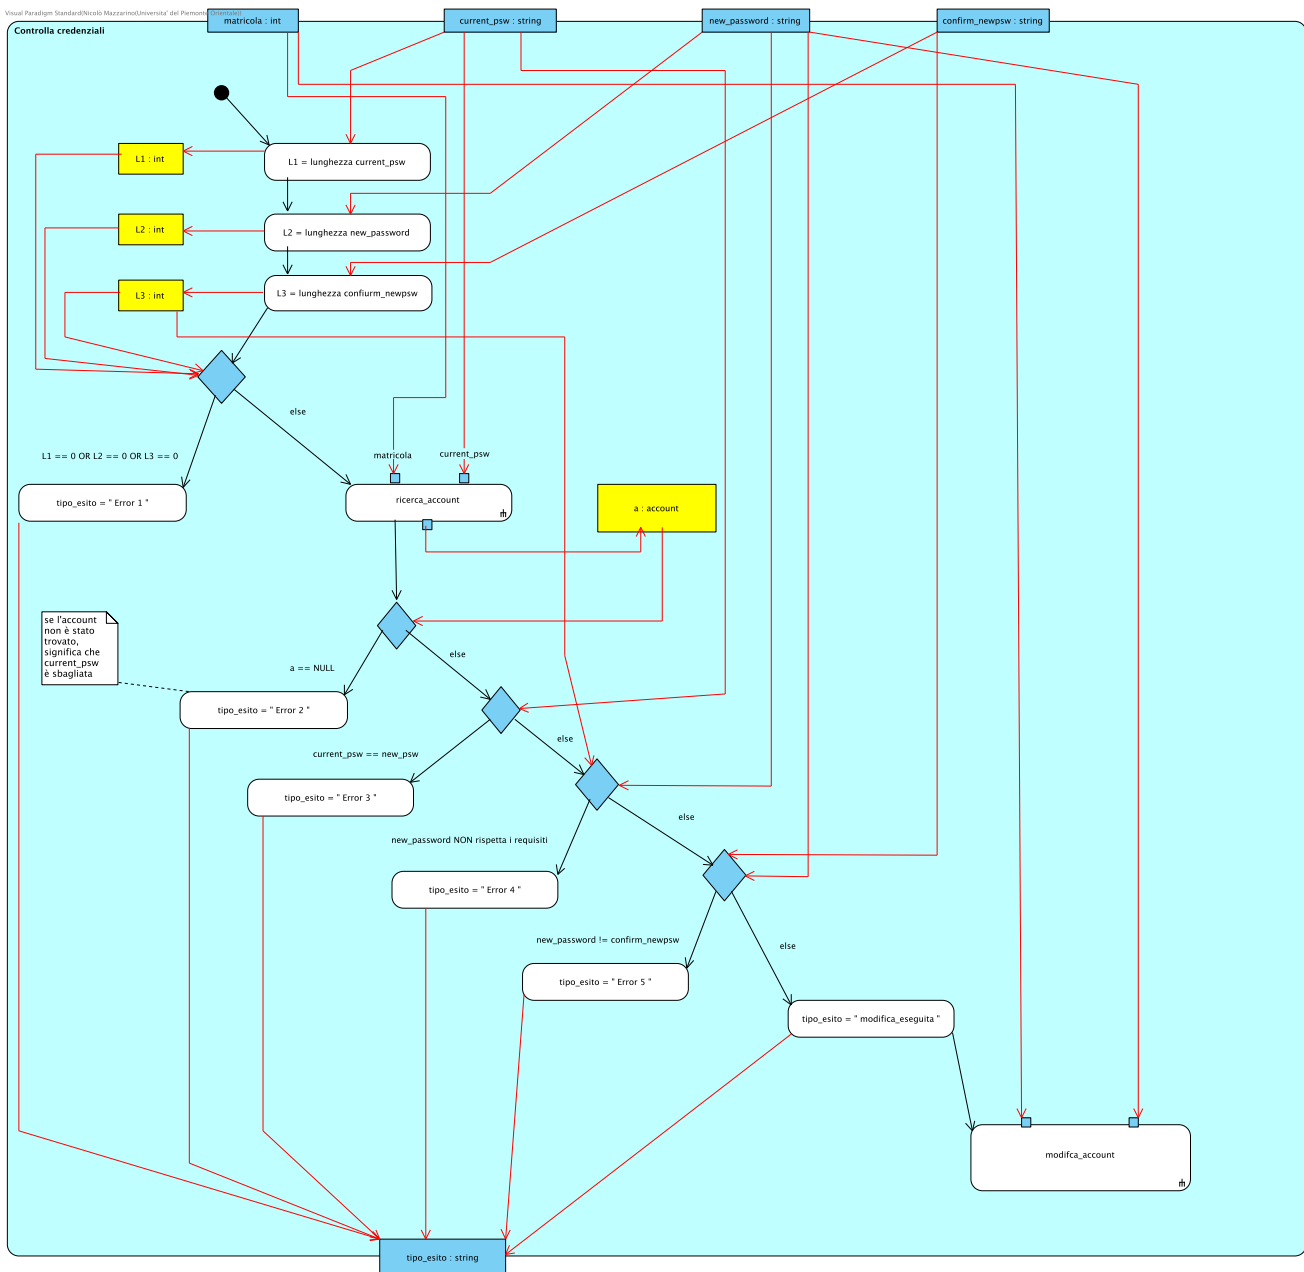 Visual Paradigm Standard(Nicolò Mazzarino(Universita' del Piemonte Orientale))
matricola : int
current_psw : string
new_password : string
confirm_newpsw : string
Controlla credenziali
L1 : int
L1 = lunghezza current_psw
L2 : int
L2 = lunghezza new_password
L3 : int
L3 = lunghezza confiurm_newpsw
else
L1 == 0 OR L2 == 0 OR L3 == 0
matricola
current_psw
tipo_esito = " Error 1 "
ricerca_account
a : account
se l'account
non è stato
trovato,
significa che
current_psw
è sbagliata
else
a == NULL
tipo_esito = " Error 2 "
else
current_psw == new_psw
tipo_esito = " Error 3 "
else
new_password NON rispetta i requisiti
tipo_esito = " Error 4 "
new_password != confirm_newpsw
else
tipo_esito = " Error 5 "
tipo_esito = " modifica_eseguita "
modifca_account
tipo_esito : string